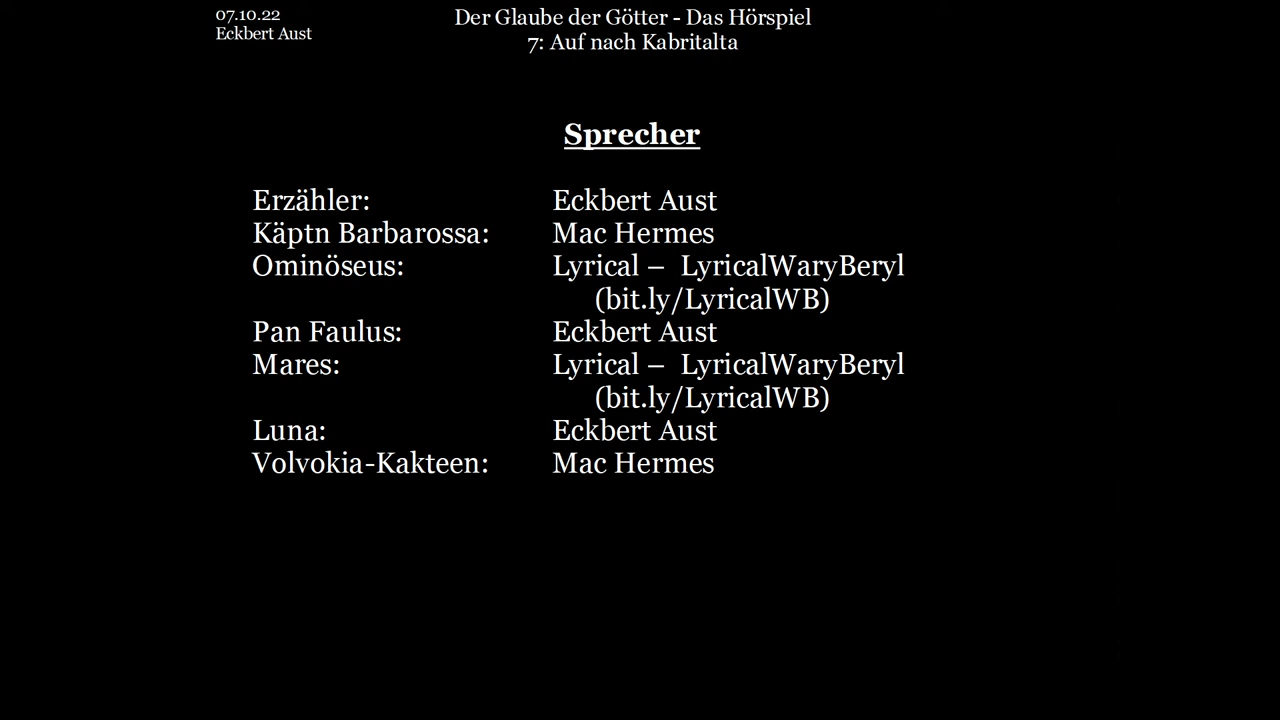 07.10.22
Eckbert Aust
Der Glaube der Götter - Das Hörspiel
7: Auf nach Kabritalta
Sprecher
Erzähler: Eckbert Aust
Käptn Barbarossa: Mac Hermes
Ominöseus: Lyrical – LyricalWaryBeryl
(bit.ly/LyricalWB)
Pan Faulus: Eckbert Aust
Mares: Lyrical – LyricalWaryBeryl
(bit.ly/LyricalWB)
Luna: Eckbert Aust
Volvokia-Kakteen: Mac Hermes